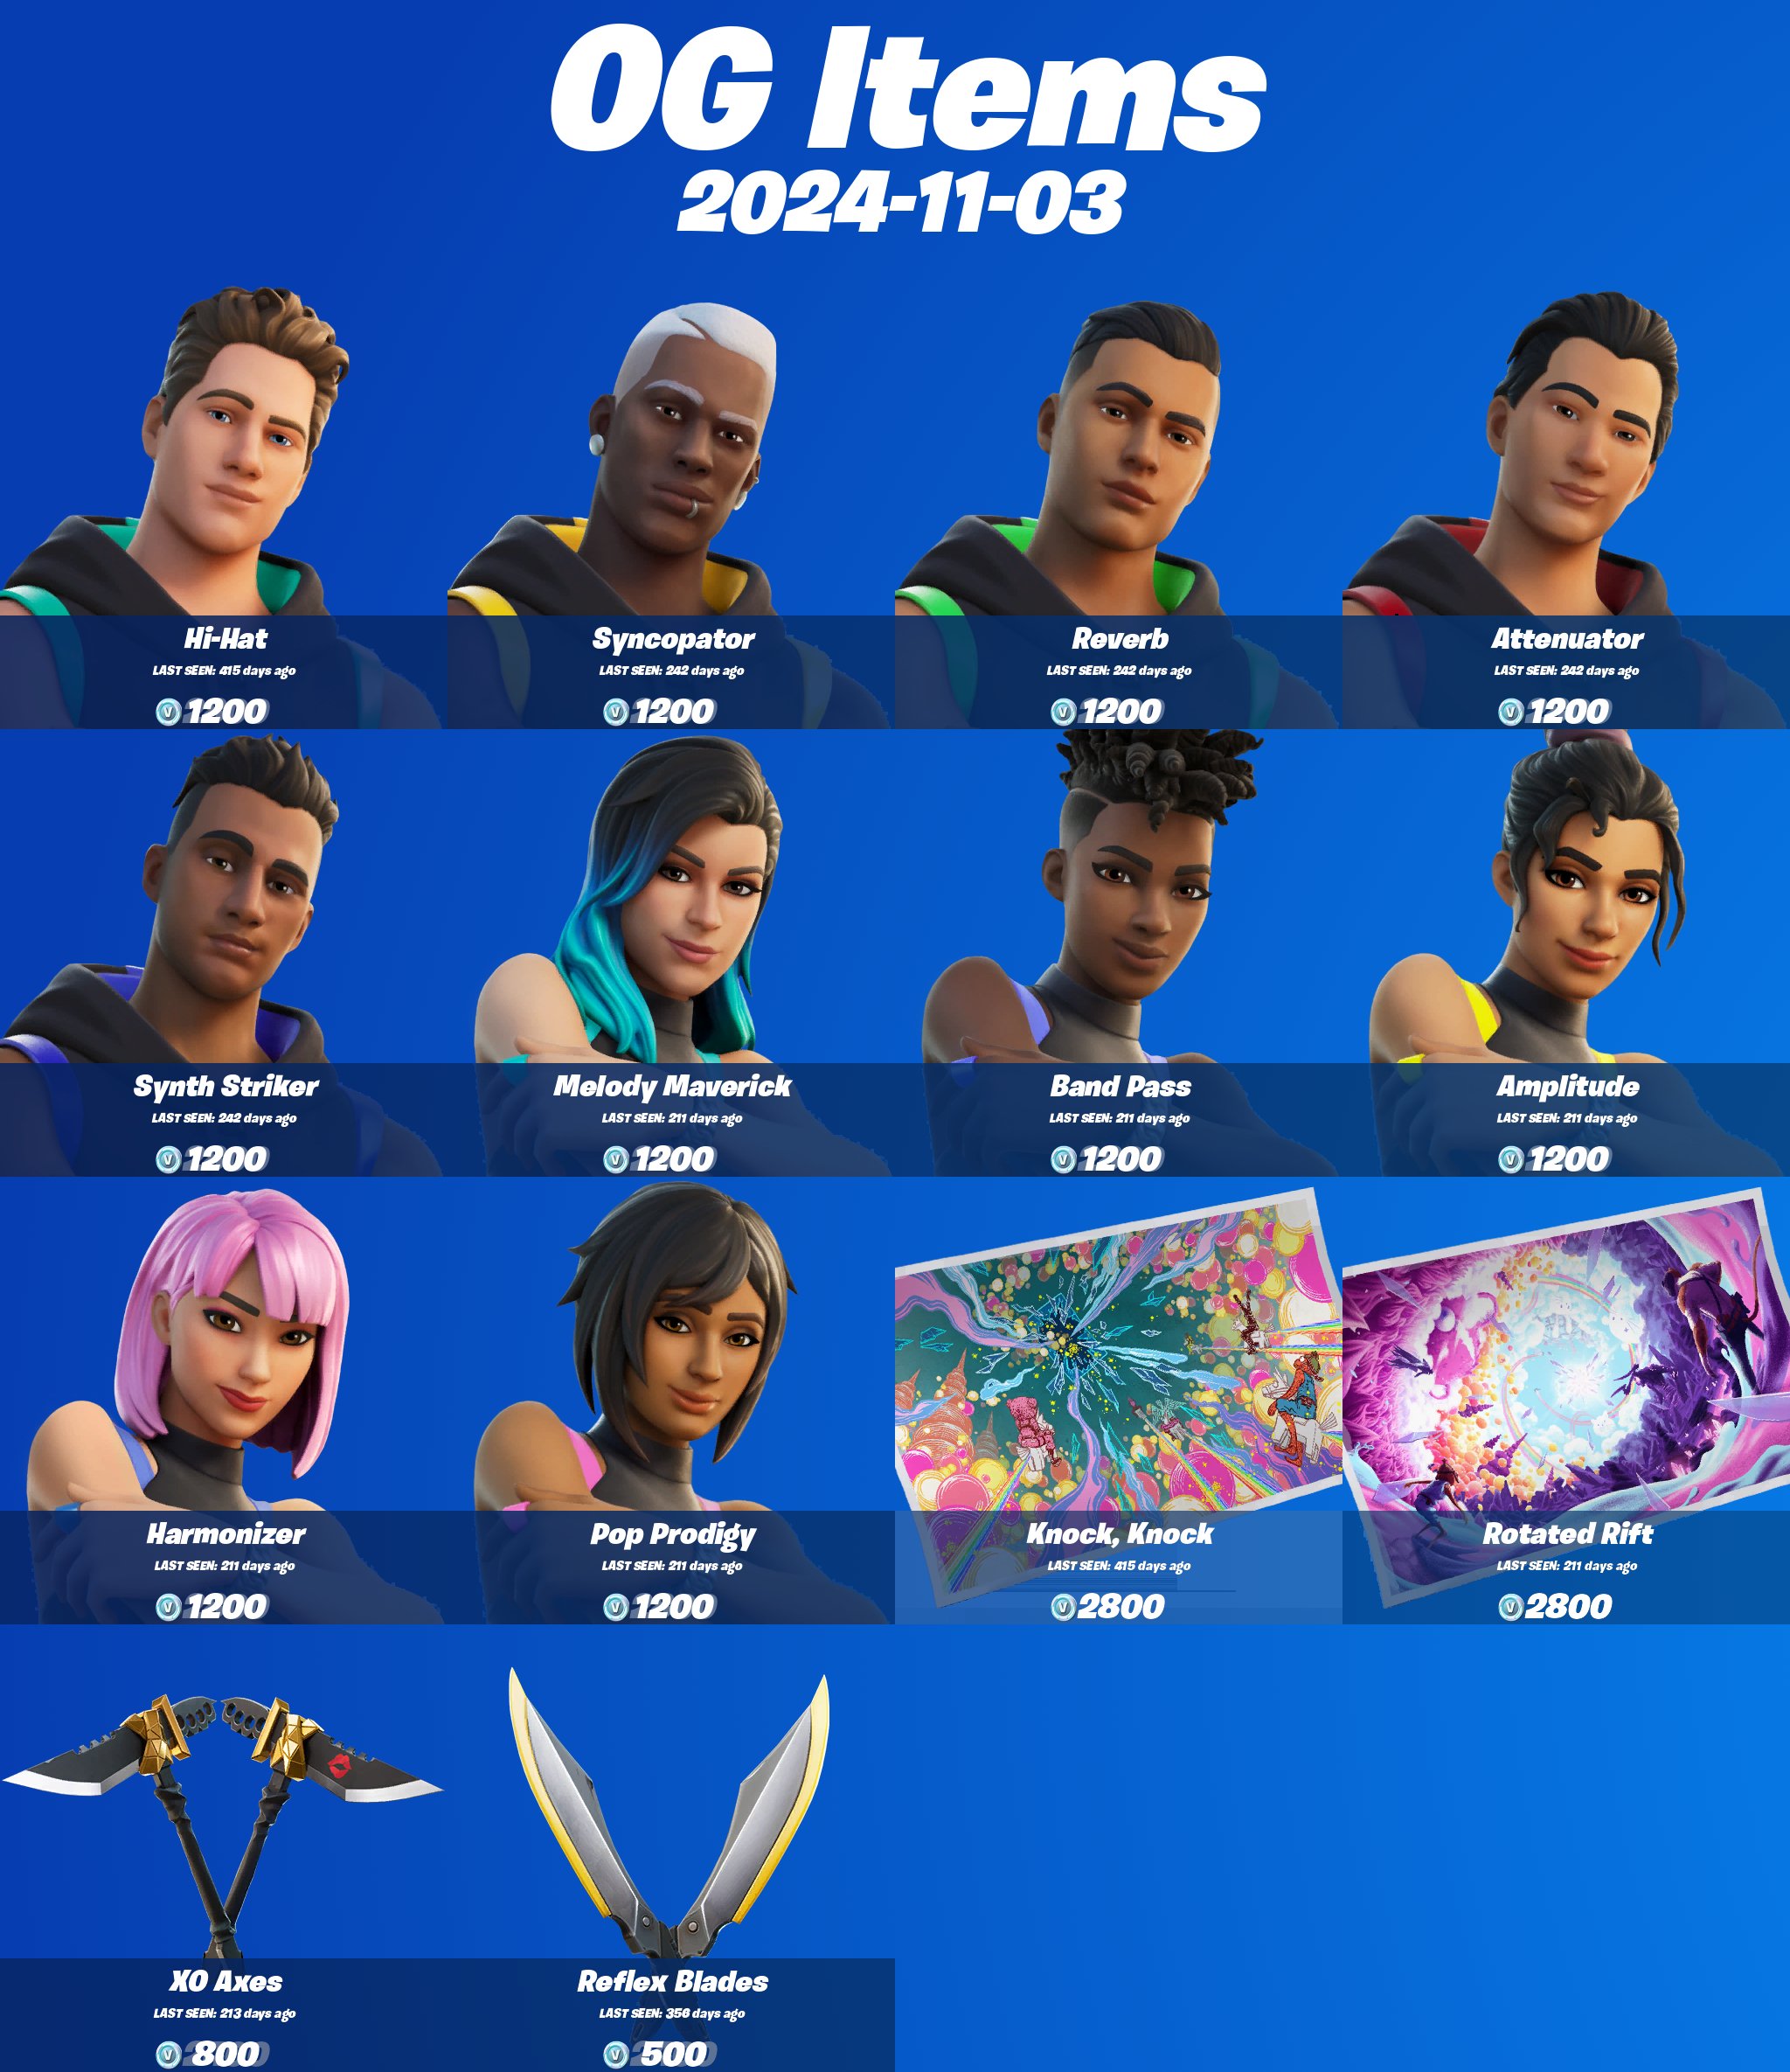 OG Items
2024-11-03
Hi-Hat
LAST SEEN: 415 days ago
1200
Syncopator
LAST SEEN: 242 days ago
1200
Reverb
LAST SEEN: 242 days ago
1200
Attenuator
LAST SEEN: 242 days ago
1200
Synth Striker
LAST SEEN: 242 days ago
1200
Melody Maverick
LAST SEEN: 211 days ago
1200
Band Pass
LAST SEEN: 211 days ago
1200
Amplitude
LAST SEEN: 211 days ago
1200
Harmonizer
LAST SEEN: 211 days ago
1200
Pop Prodigy
LAST SEEN: 211 days ago
1200
Knock, Knock
LAST SEEN: 415 days ago
2800
Rotated Rift
LAST SEEN: 211 days ago
2800
XO Axes
LAST SEEN: 213 days ago
800
Reflex Blades
LAST SEEN: 356 days ago
500